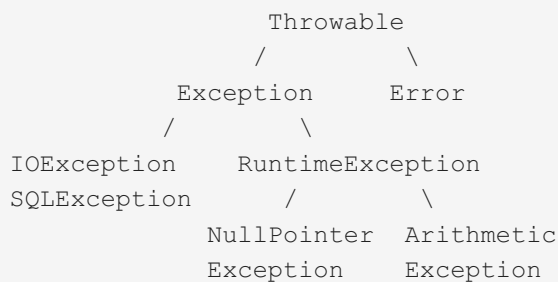 Throwable
/ \
Exception Error
/ \
IOException RuntimeException
SQLException / \
NullPointer Arithmetic
Exception Exception